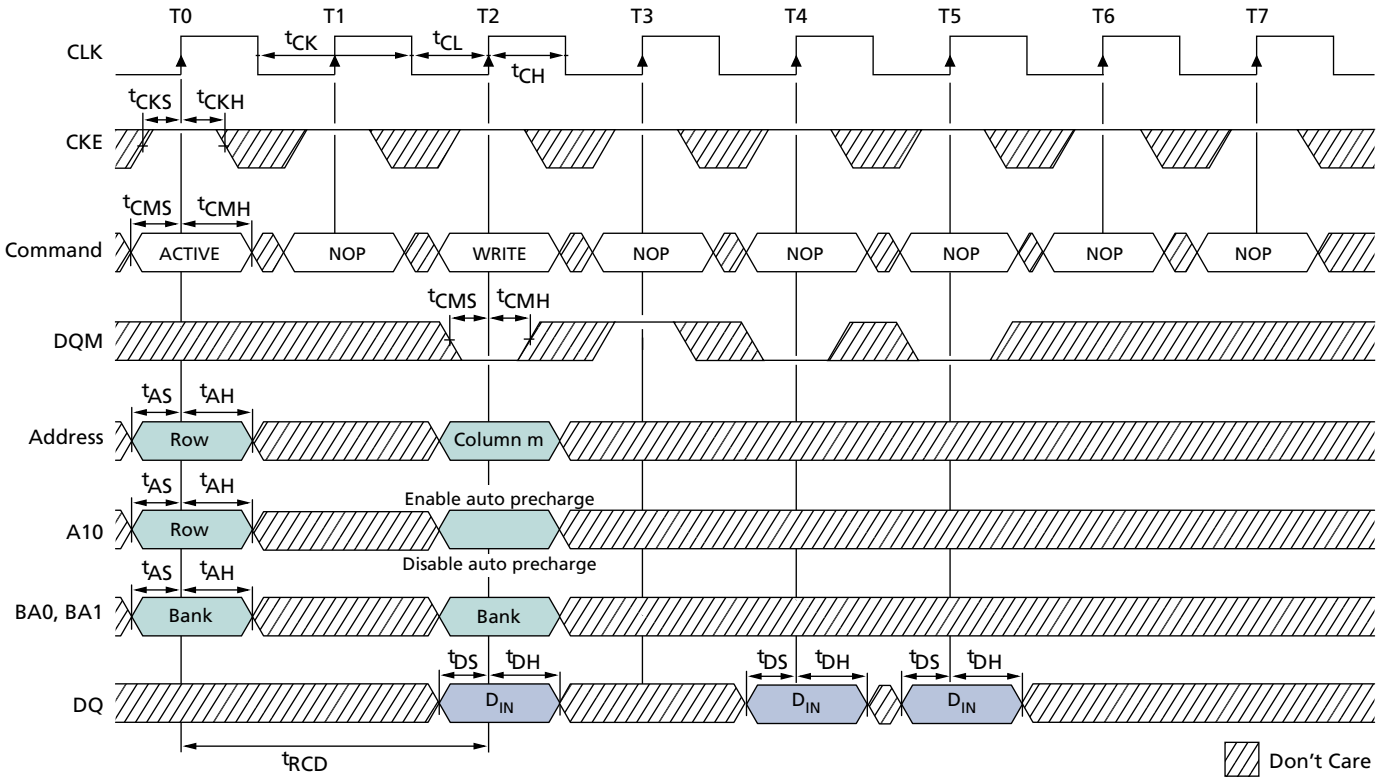 T0 T1 T2 T3 T4 T5 T6 T7
CLK tCK tCL
tCH
tCKS tCKH
CKE
tCMS tCMH
Command ACTIVE NOP WRITE NOP NOP NOP NOP NOP
tCMS tCMH
DQM
tAS tAH
Address Row Column m
tAS tAH Enable auto precharge
A10 Row
Disable auto precharge
tAS tAH
BA0, BA1 Bank Bank
tDS tDH tDS tDH tDS tDH
DQ DIN DIN DIN
tRCD
Don't Care